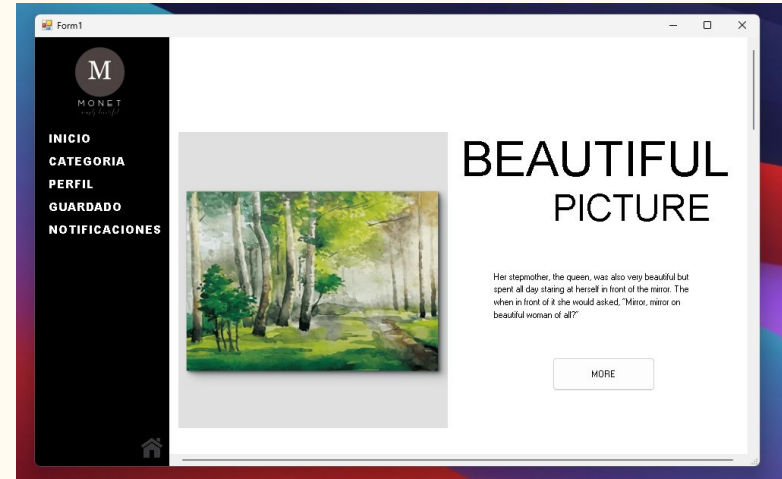 Form1
M
MONET
simply beautiful
INICIO
CATEGORIA
PERFIL
GUARDADO
NOTIFICACIONES
BEAUTIFUL
PICTURE
Her stepmother, the queen, was also very beautiful but
spent all day staring at herself in front of the mirror. The
when in front of it she would asked, “Mirror, mirror on
beautiful woman of all?”
MORE